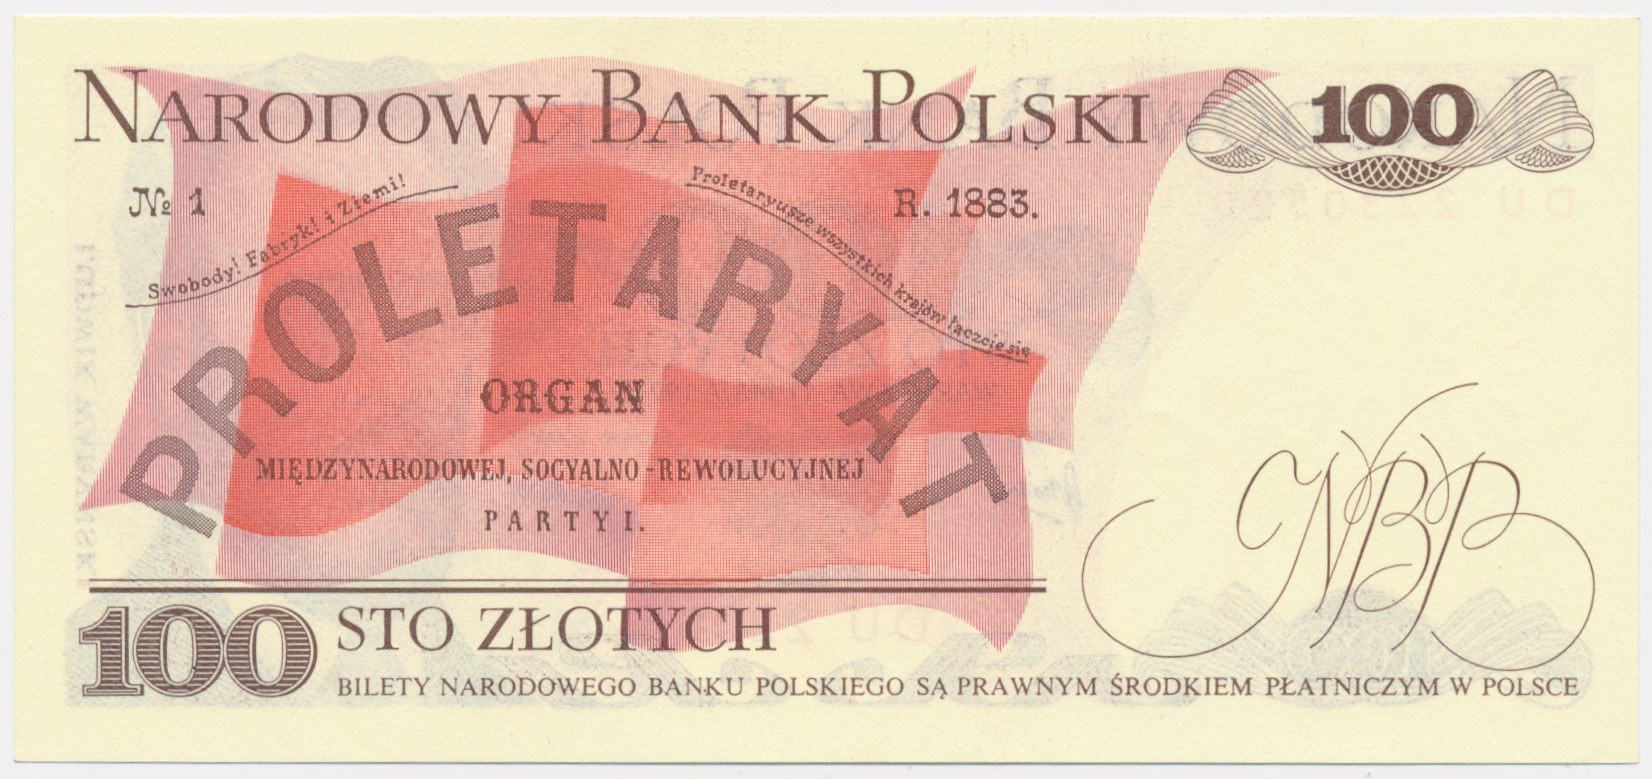 NARODOWY BANK POLSKI 100
№ 1
R. 1883.
Swobody! Fabryk! i Ziemi!
Proletaryusze wszystkich krajów łączcie się
PROLETARYAT
ORGAN
MIĘDZYNARODOWEJ, SOCYALNO-REWOLUCYJNEJ
PARTYI.
NBP
100 STO ZŁOTYCH
BILETY NARODOWEGO BANKU POLSKIEGO SĄ PRAWNYM ŚRODKIEM PŁATNICZYM W POLSCE